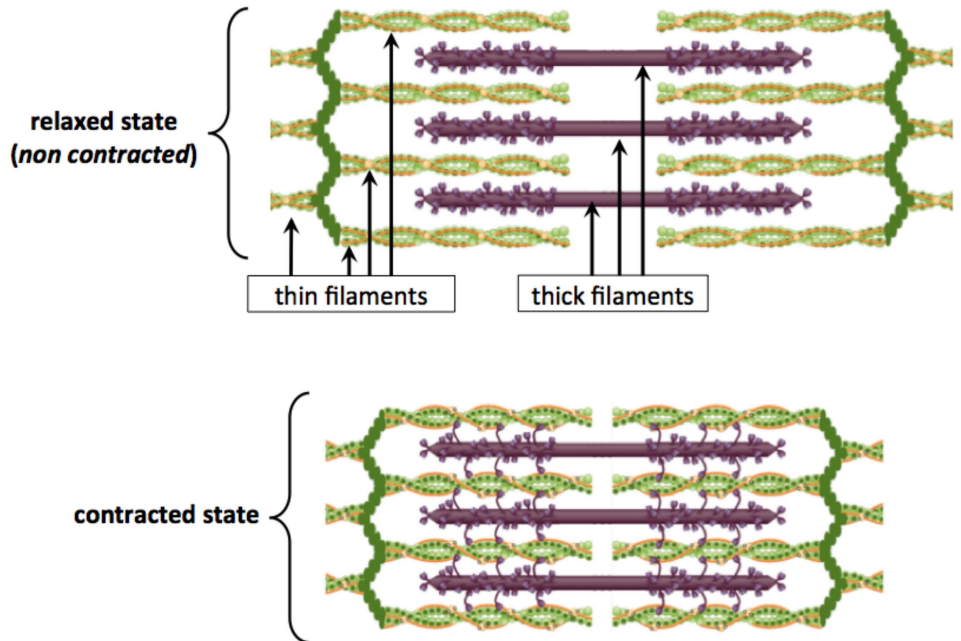 relaxed state
(non contracted)
thin filaments
thick filaments
contracted state